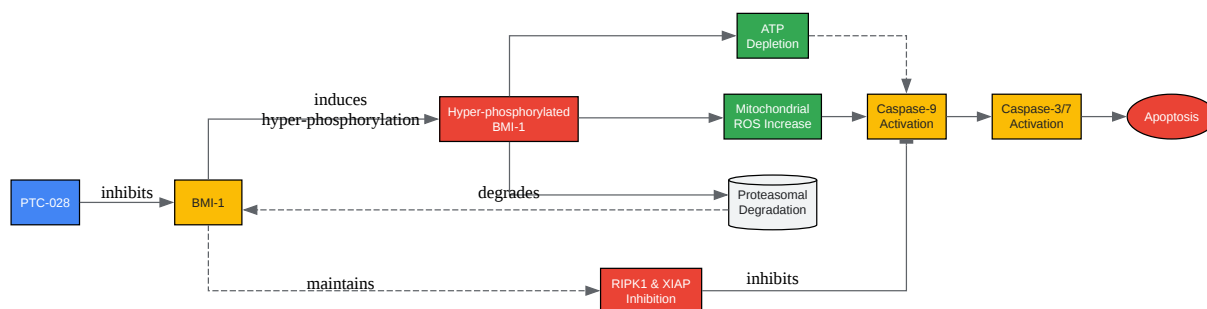 ATP
Depletion
induces
hyper-phosphorylation
Hyper-phosphorylated
BMI-1
Mitochondrial
ROS Increase
Caspase-9
Activation
Caspase-3/7
Activation
Apoptosis
PTC-028
inhibits
BMI-1
degrades
Proteasomal
Degradation
maintains
RIPK1 & XIAP
Inhibition
inhibits